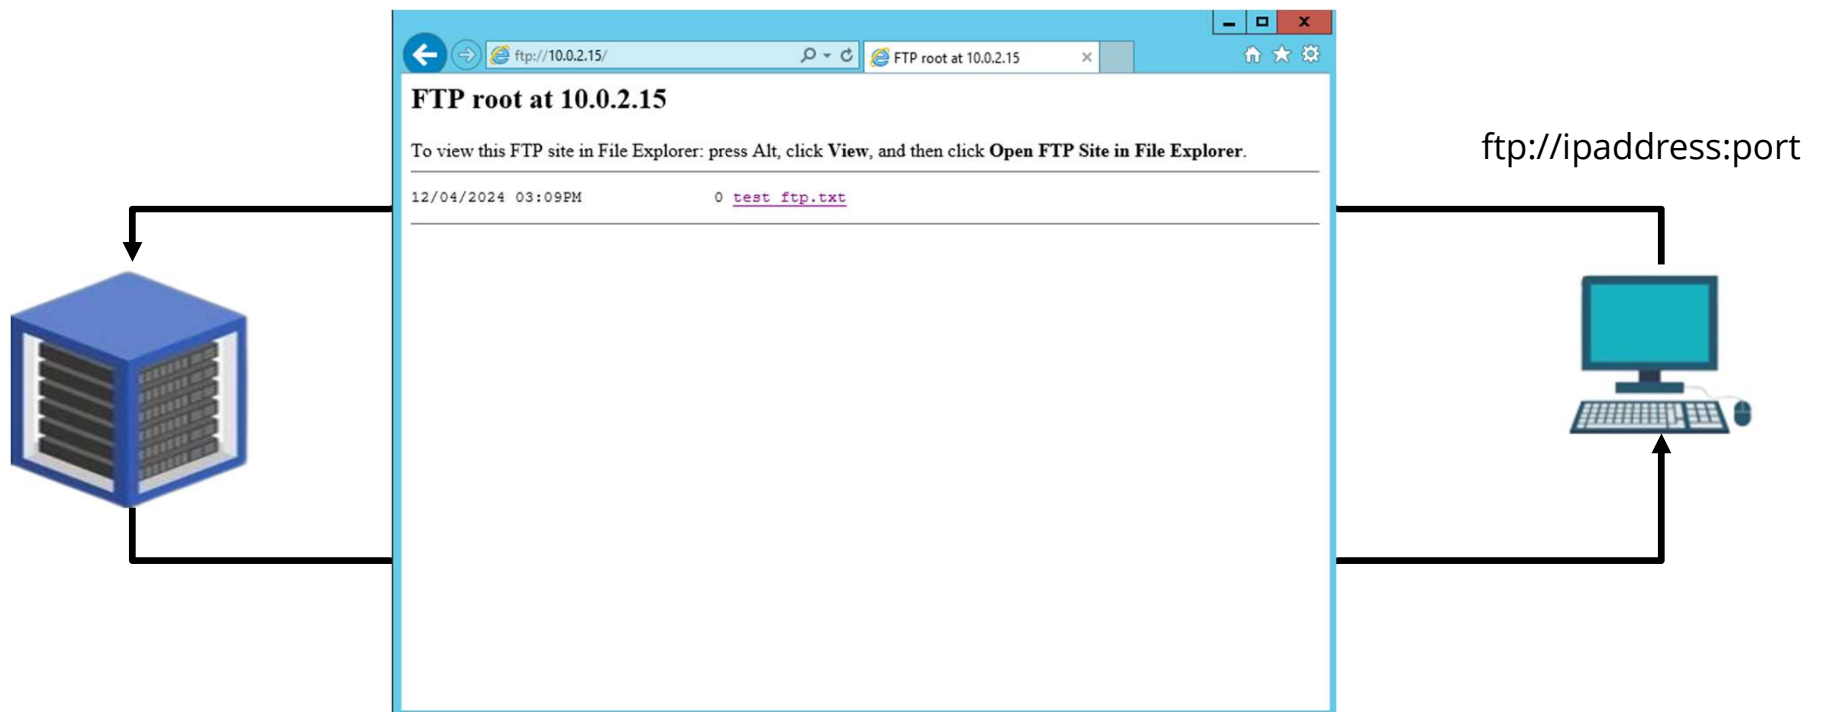 ftp://10.0.2.15/
FTP root at 10.0.2.15
FTP root at 10.0.2.15
To view this FTP site in File Explorer: press Alt, click View, and then click Open FTP Site in File Explorer.
12/04/2024 03:09PM 0 test ftp.txt
ftp://ipaddress:port